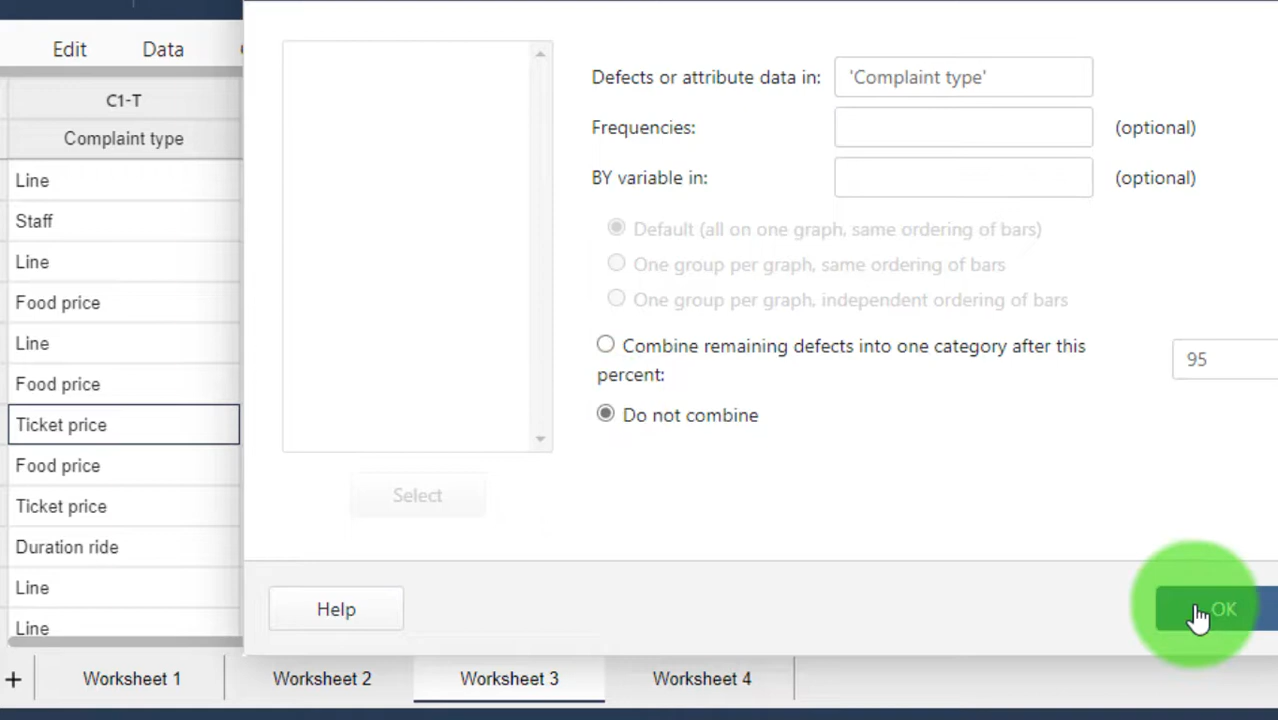 Edit Data
C1-T
Complaint type
Line
Staff
Line
Food price
Line
Food price
Ticket price
Food price
Ticket price
Duration ride
Line
Line
Defects or attribute data in: 'Complaint type'
Frequencies: (optional)
BY variable in: (optional)
Default (all on one graph, same ordering of bars)
One group per graph, same ordering of bars
One group per graph, independent ordering of bars
Combine remaining defects into one category after this
percent: 95
Do not combine
Select
Help OK
+ Worksheet 1 Worksheet 2 Worksheet 3 Worksheet 4